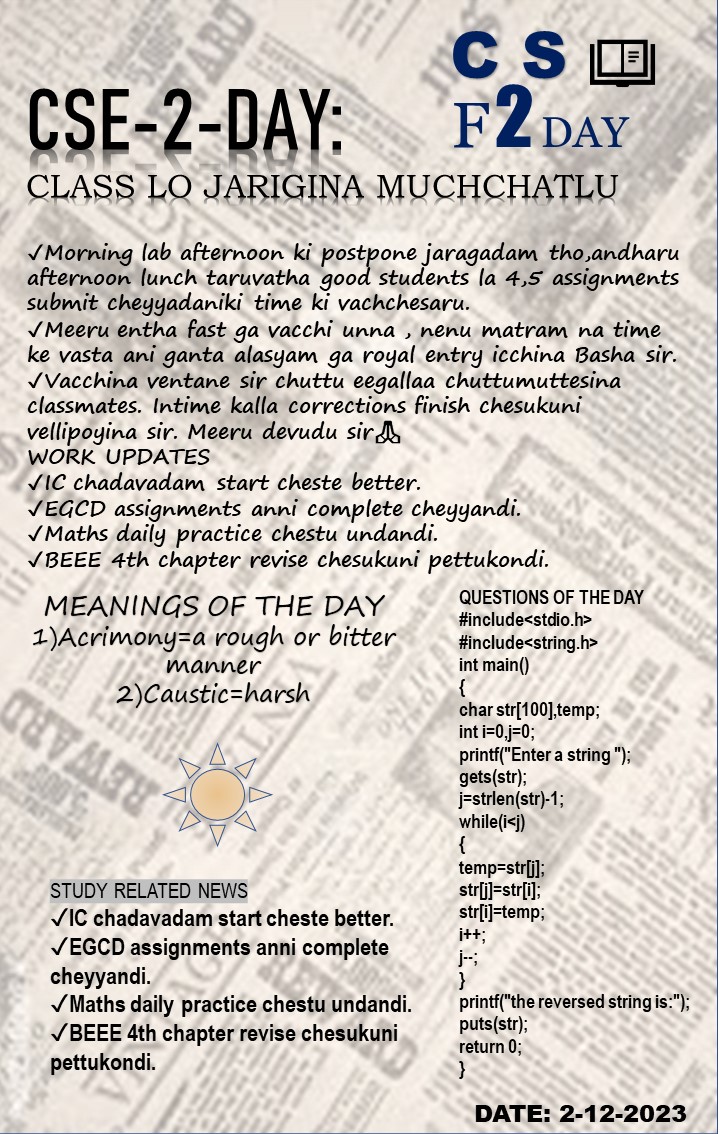 C S
F2 DAY
CSE-2-DAY:
CLASS LO JARIGINA MUCHCHATLU
✓Morning lab afternoon ki postpone jaragadam tho,andharu
afternoon lunch taruvatha good students la 4,5 assignments
submit cheyyadaniki time ki vachchesaru.
✓Meeru entha fast ga vacchi unna , nenu matram na time
ke vasta ani ganta alasyam ga royal entry icchina Basha sir.
✓Vacchina ventane sir chuttu eegallaa chuttumuttesina
classmates. Intime kalla corrections finish chesukuni
vellipoyina sir. Meeru devudu sir🙏
WORK UPDATES
✓IC chadavadam start cheste better.
✓EGCD assignments anni complete cheyyandi.
✓Maths daily practice chestu undandi.
✓BEEE 4th chapter revise chesukuni pettukondi.
MEANINGS OF THE DAY
1)Acrimony=a rough or bitter
manner
2)Caustic=harsh
STUDY RELATED NEWS
✓IC chadavadam start cheste better.
✓EGCD assignments anni complete
cheyyandi.
✓Maths daily practice chestu undandi.
✓BEEE 4th chapter revise chesukuni
pettukondi.
QUESTIONS OF THE DAY
#include<stdio.h>
#include<string.h>
int main()
{
char str[100],temp;
int i=0,j=0;
printf("Enter a string ");
gets(str);
j=strlen(str)-1;
while(i<j)
{
temp=str[j];
str[j]=str[i];
str[i]=temp;
i++;
j--;
}
printf("the reversed string is:");
puts(str);
return 0;
}
DATE: 2-12-2023